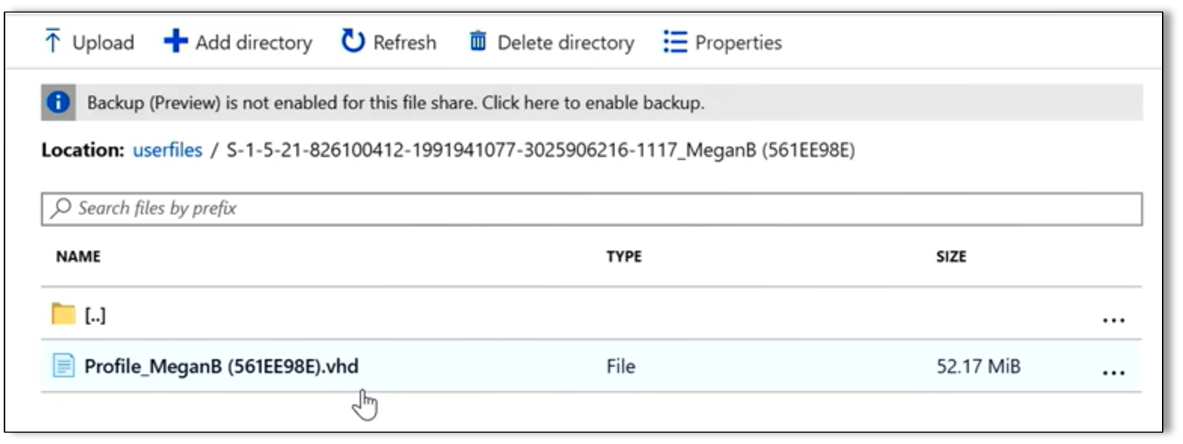 Upload Add directory Refresh Delete directory Properties
Backup (Preview) is not enabled for this file share. Click here to enable backup.
Location: userfiles / S-1-5-21-826100412-1991941077-3025906216-1117_MeganB (561EE98E)
Search files by prefix
NAME TYPE SIZE
[..] ...
Profile_MeganB (561EE98E).vhd File 52.17 MiB ...